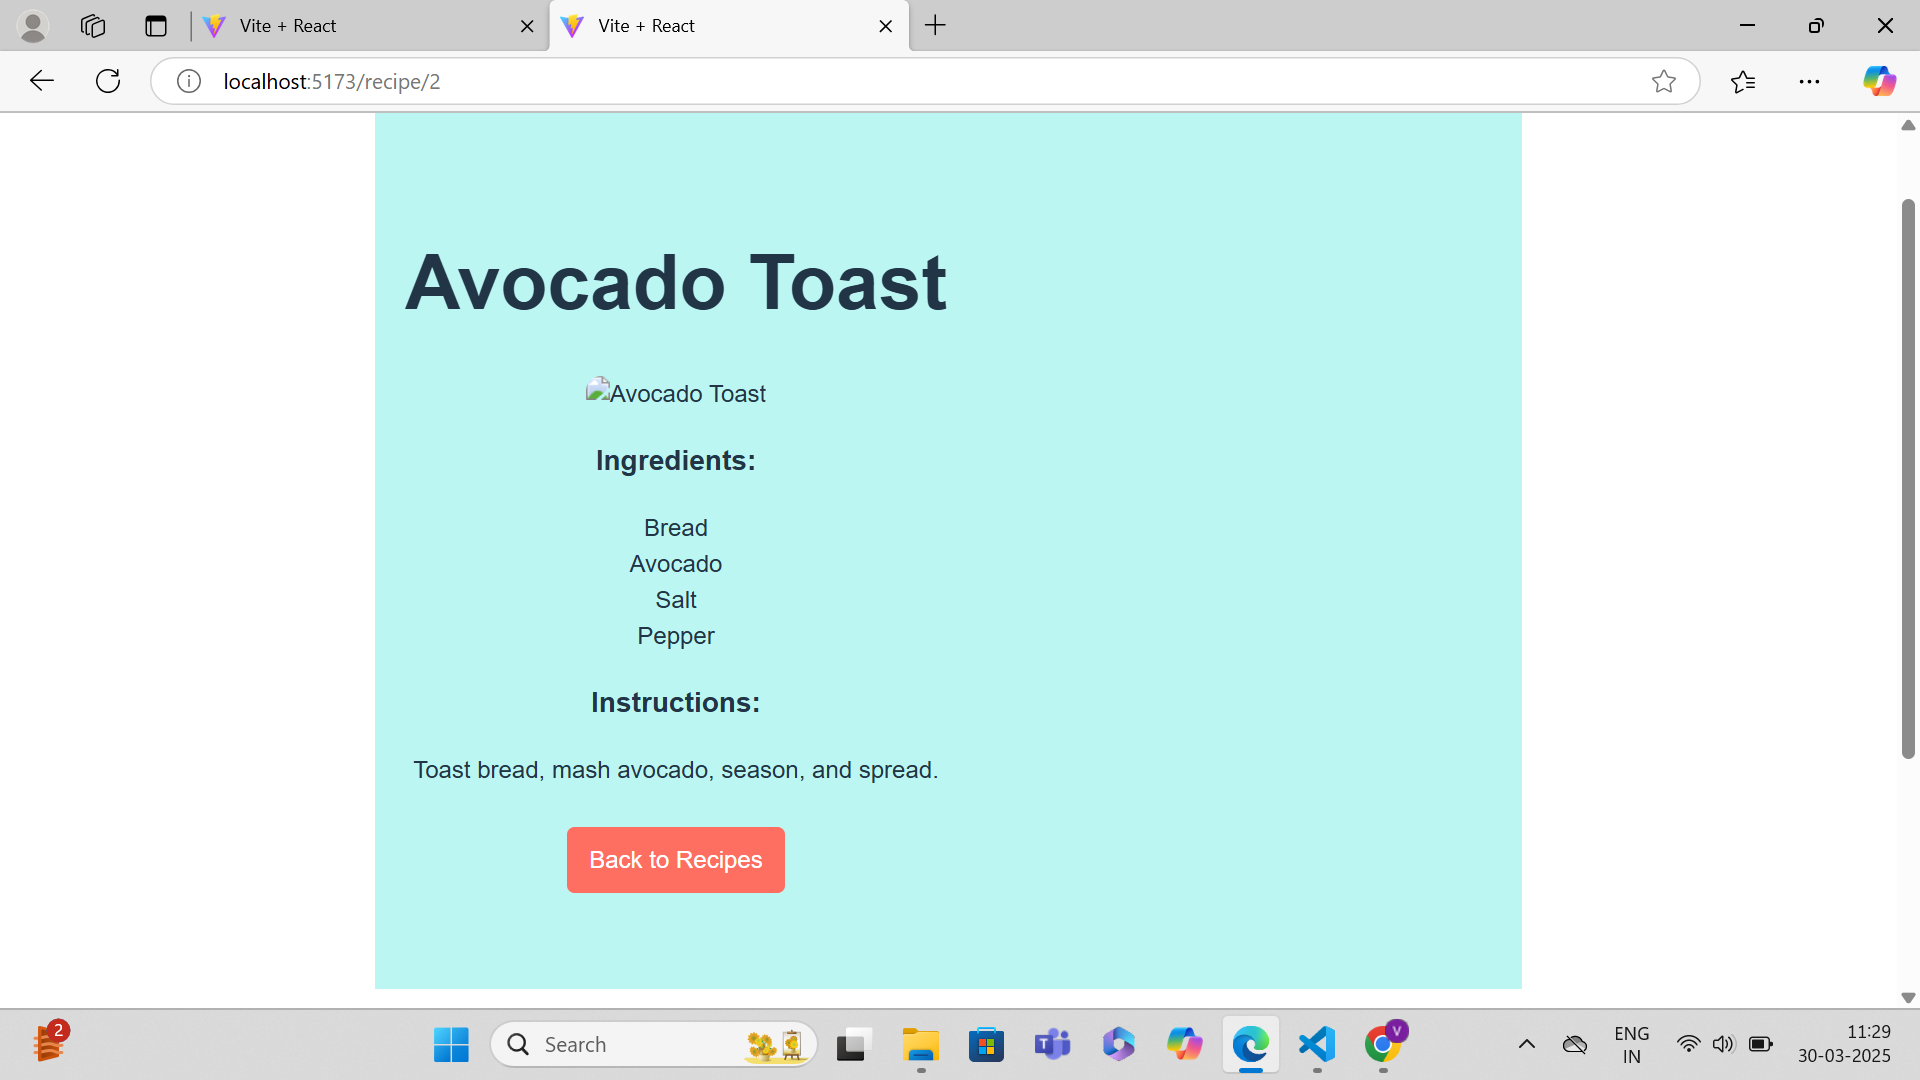 Vite + React
Vite + React
localhost:5173/recipe/2
Avocado Toast
Avocado Toast
Ingredients:
Bread
Avocado
Salt
Pepper
Instructions:
Toast bread, mash avocado, season, and spread.
Back to Recipes
2
Search
T
V
ENG
IN
11:29
30-03-2025